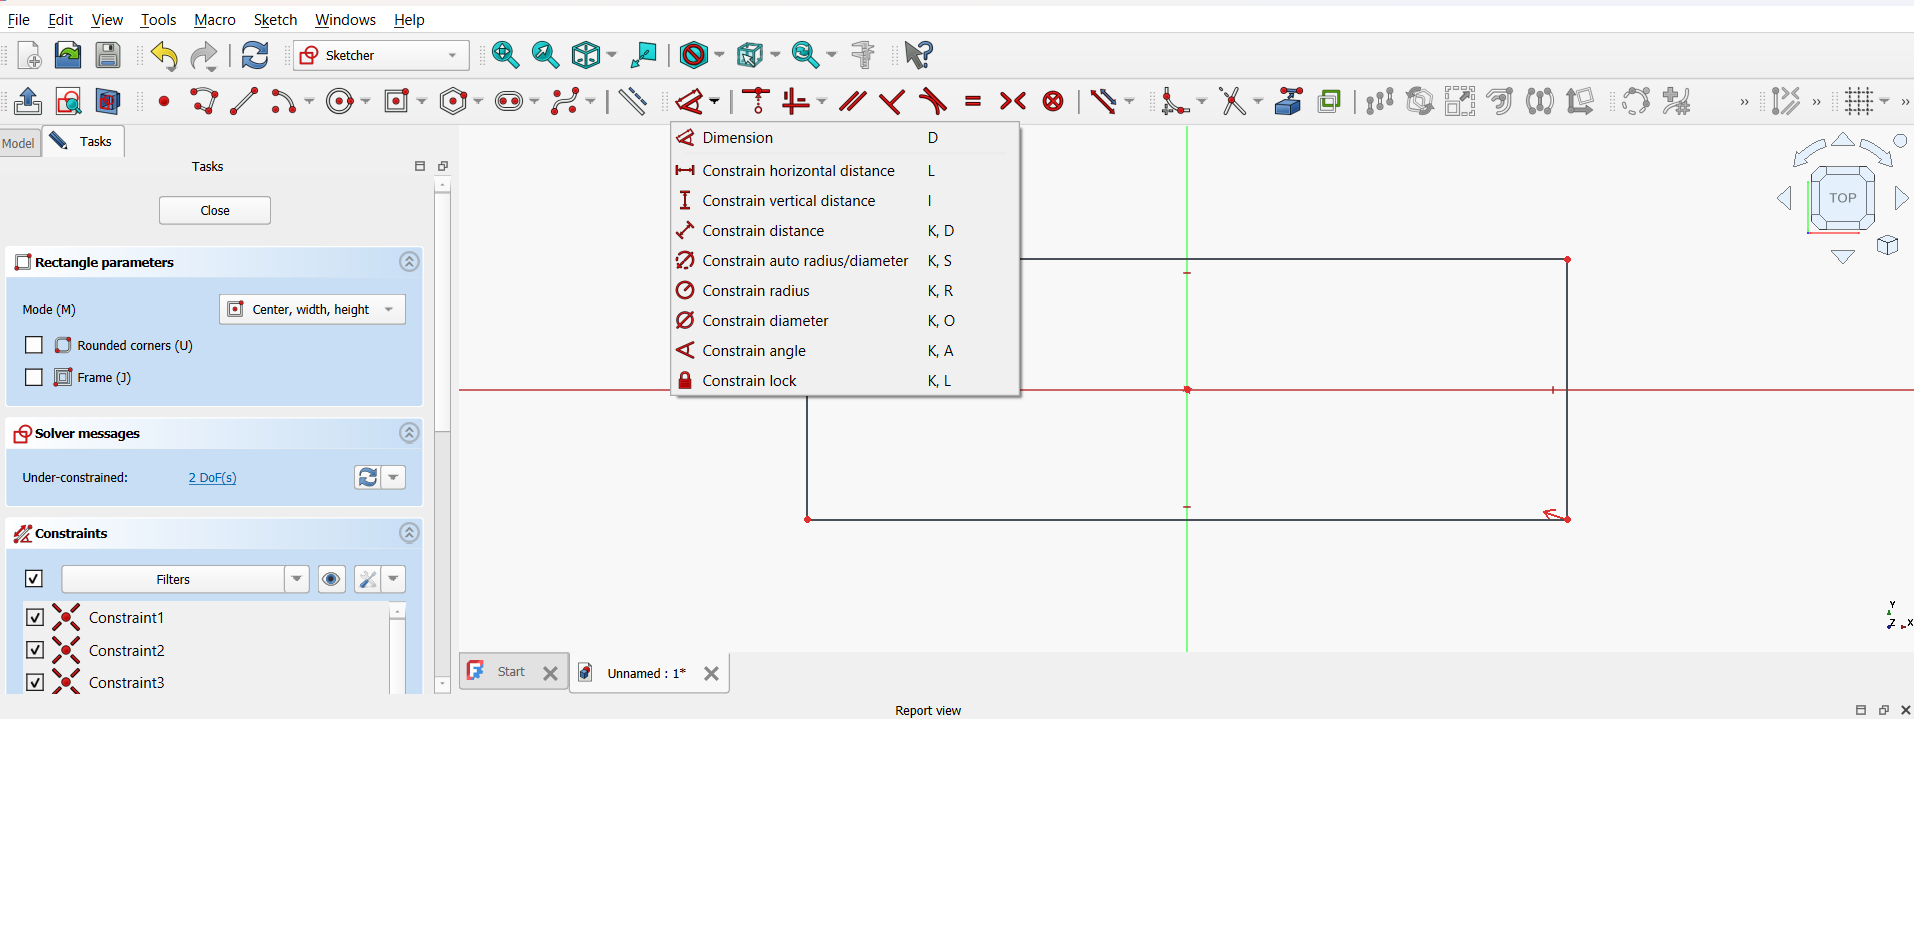 File Edit View Tools Macro Sketch Windows Help
Sketcher
Model Tasks
Tasks
Close
Rectangle parameters
Mode (M) Center, width, height
Rounded corners (U)
Frame (J)
Solver messages
Under-constrained: 2 DoF(s)
Constraints
Filters
Constraint1
Constraint2
Constraint3
Dimension D
Constrain horizontal distance L
Constrain vertical distance I
Constrain distance K, D
Constrain auto radius/diameter K, S
Constrain radius K, R
Constrain diameter K, O
Constrain angle K, A
Constrain lock K, L
TOP
Y
Z X
Start Unnamed : 1*
Report view